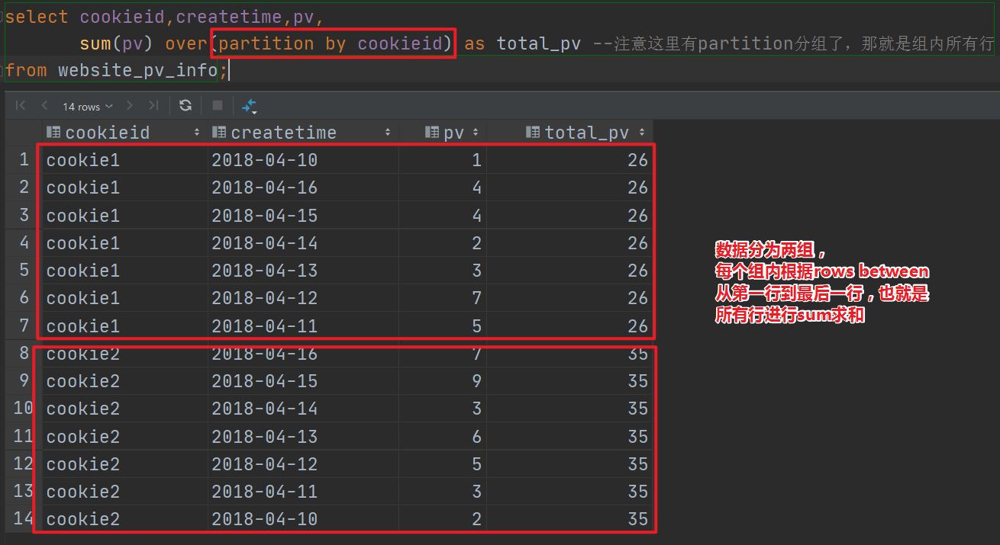 select cookieid,createtime,pv,
sum(pv) over(partition by cookieid) as total_pv --注意这里有partition分组了，那就是组内所有行
from website_pv_info;
14 rows
cookieid createtime pv total_pv
1 cookie1 2018-04-10 1 26
2 cookie1 2018-04-16 4 26
3 cookie1 2018-04-15 4 26
4 cookie1 2018-04-14 2 26
5 cookie1 2018-04-13 3 26
6 cookie1 2018-04-12 7 26
7 cookie1 2018-04-11 5 26
8 cookie2 2018-04-16 7 35
9 cookie2 2018-04-15 9 35
10 cookie2 2018-04-14 3 35
11 cookie2 2018-04-13 6 35
12 cookie2 2018-04-12 5 35
13 cookie2 2018-04-11 3 35
14 cookie2 2018-04-10 2 35
数据分为两组，
每个组内根据rows between
从第一行到最后一行，也就是
所有行进行sum求和